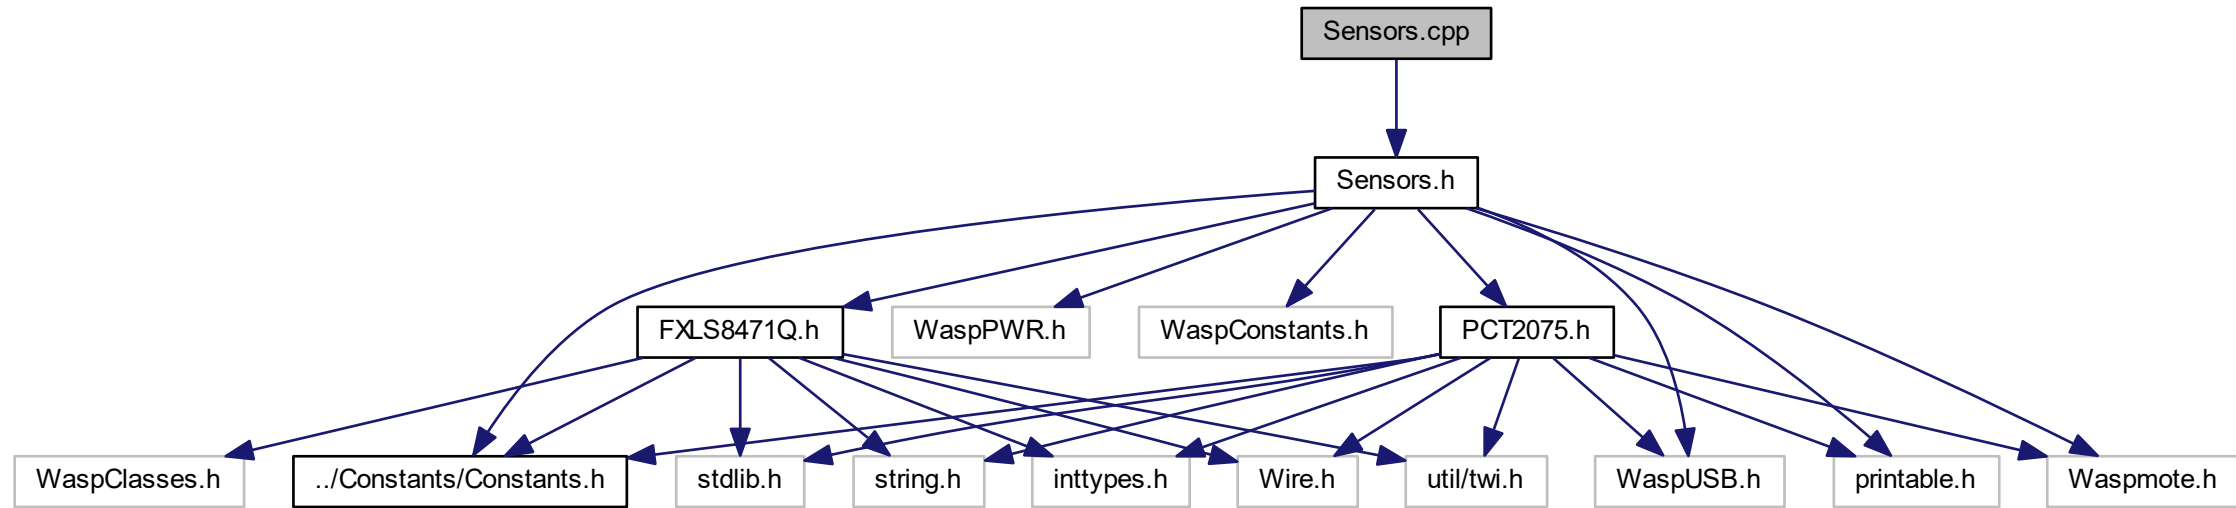 Sensors.cpp
Sensors.h
FXLS8471Q.h
WaspPWR.h
WaspConstants.h
PCT2075.h
WaspClasses.h
../Constants/Constants.h
stdlib.h
string.h
inttypes.h
Wire.h
util/twi.h
WaspUSB.h
printable.h
Waspmote.h